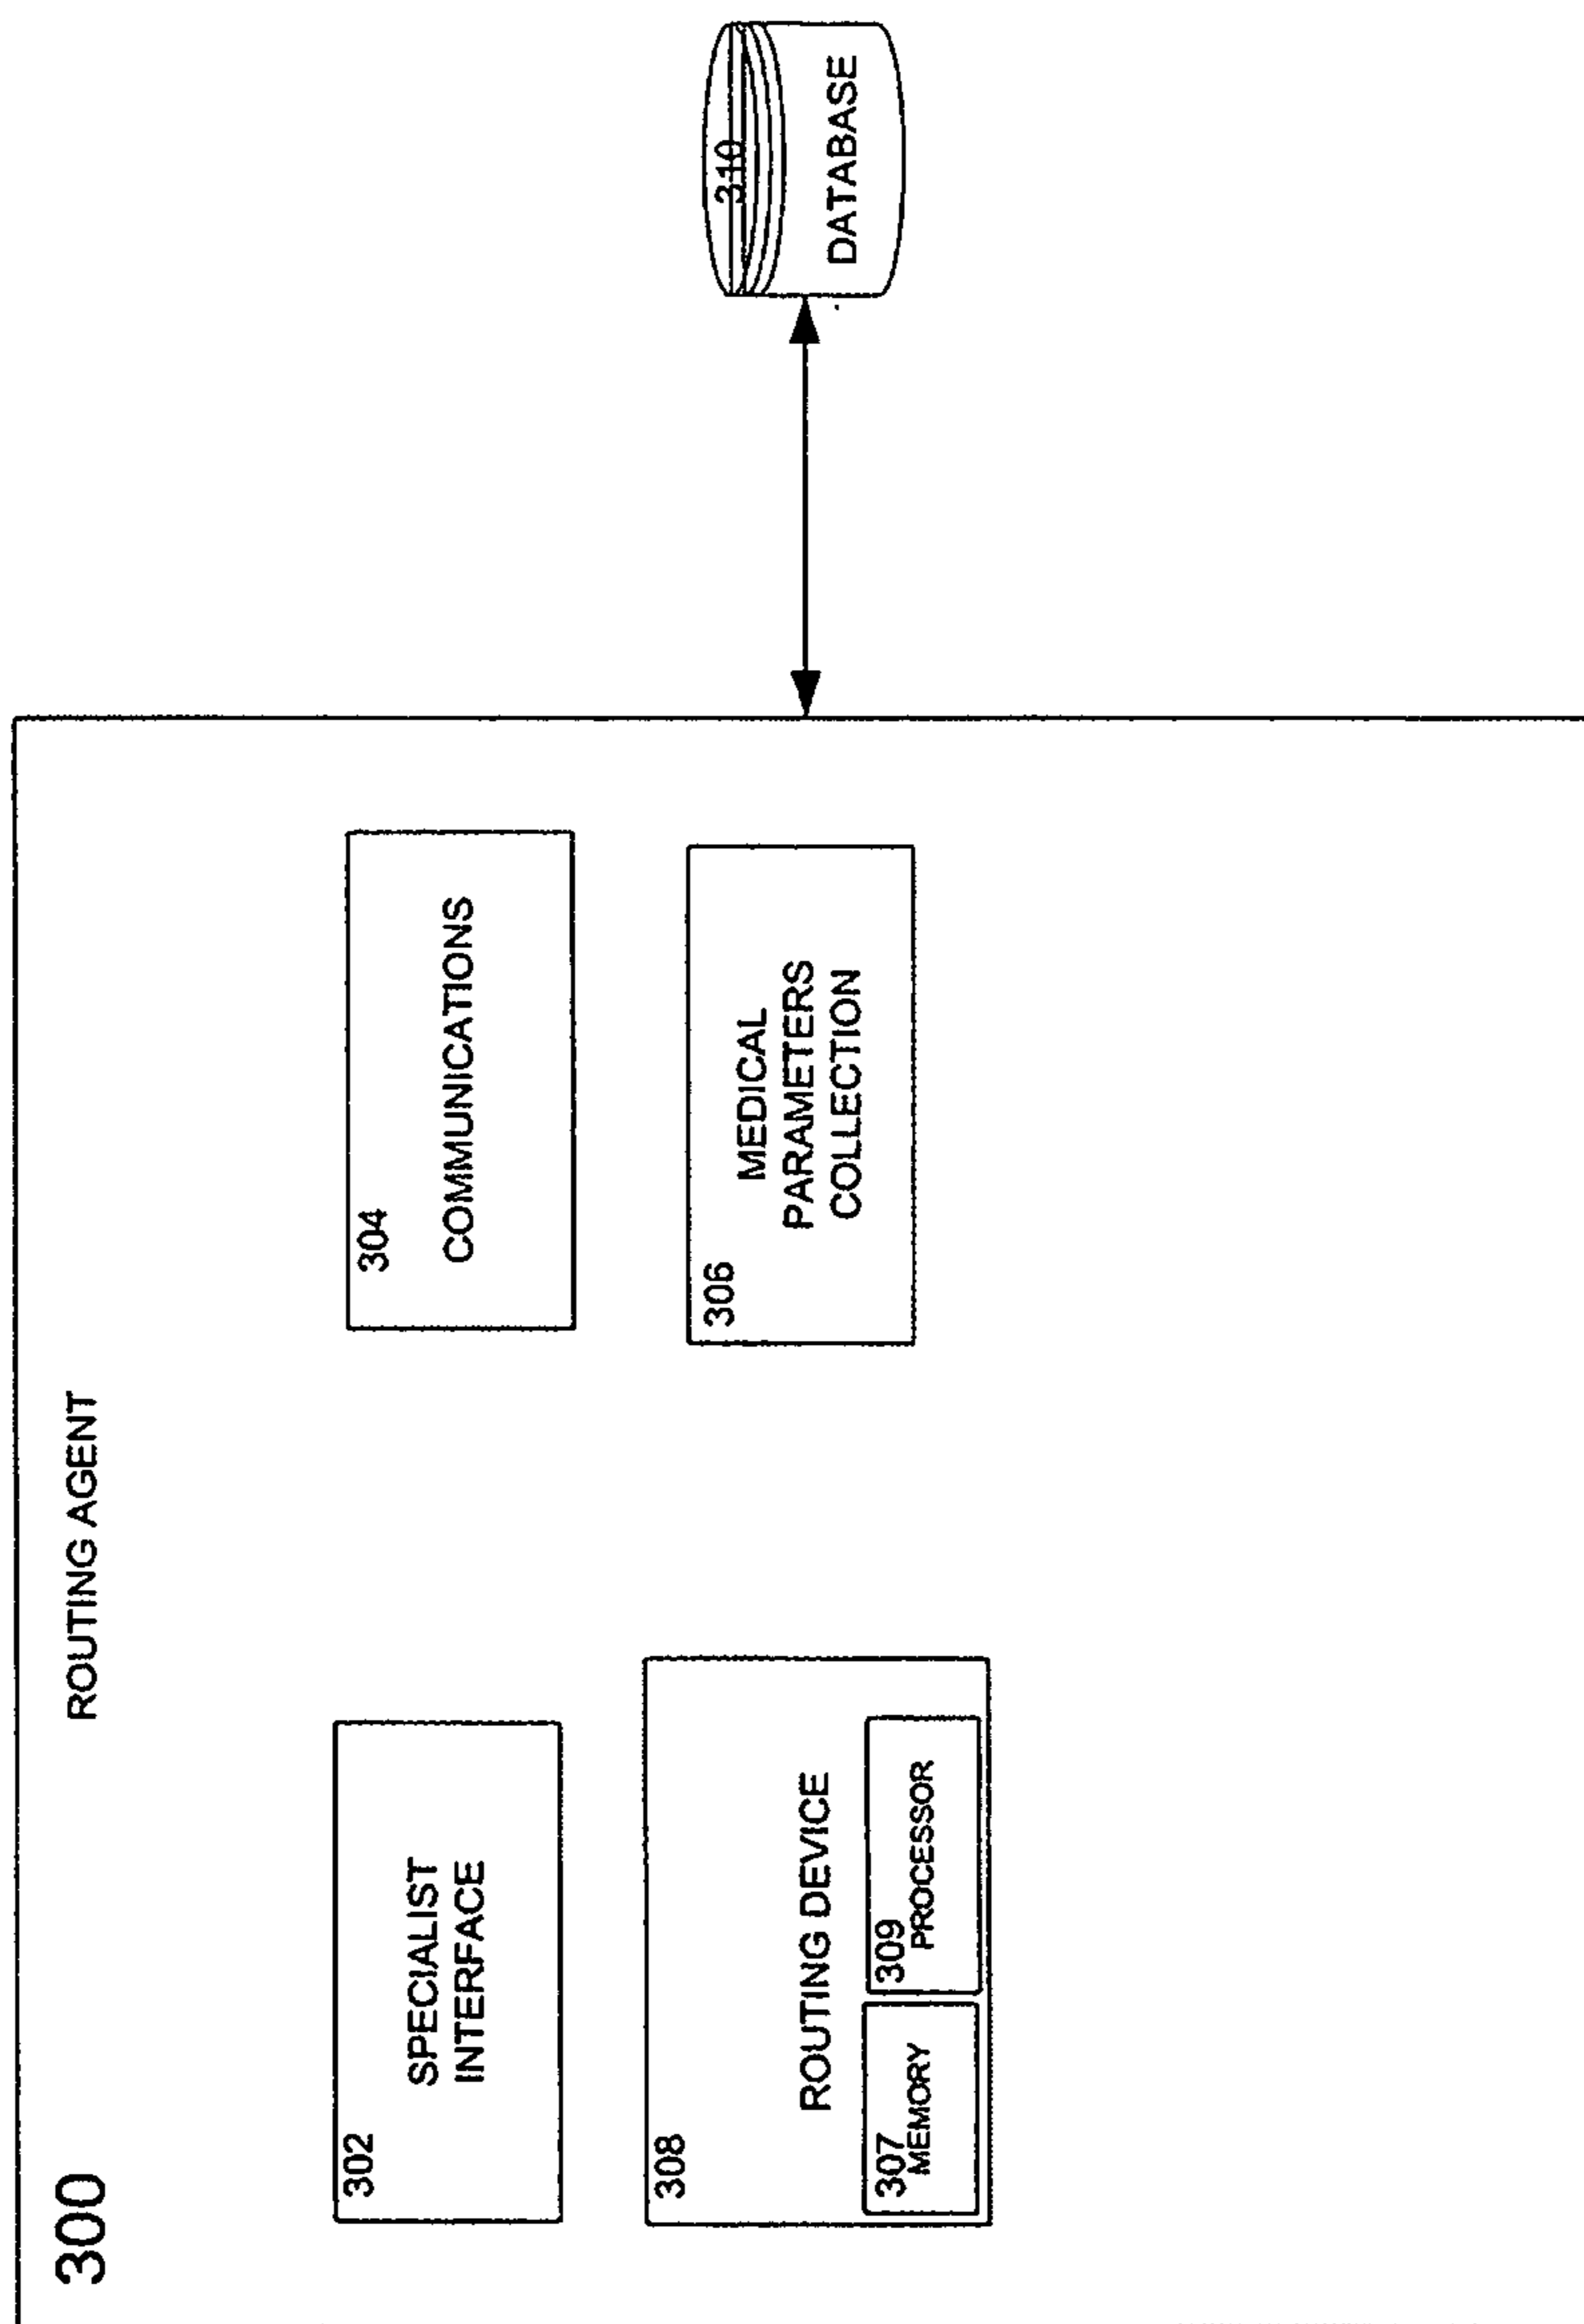 300
ROUTING AGENT
302
SPECIALIST
INTERFACE
304
COMMUNICATIONS
308
ROUTING DEVICE
307
MEMORY
309
PROCESSOR
306
MEDICAL
PARAMETERS
COLLECTION
310
DATABASE